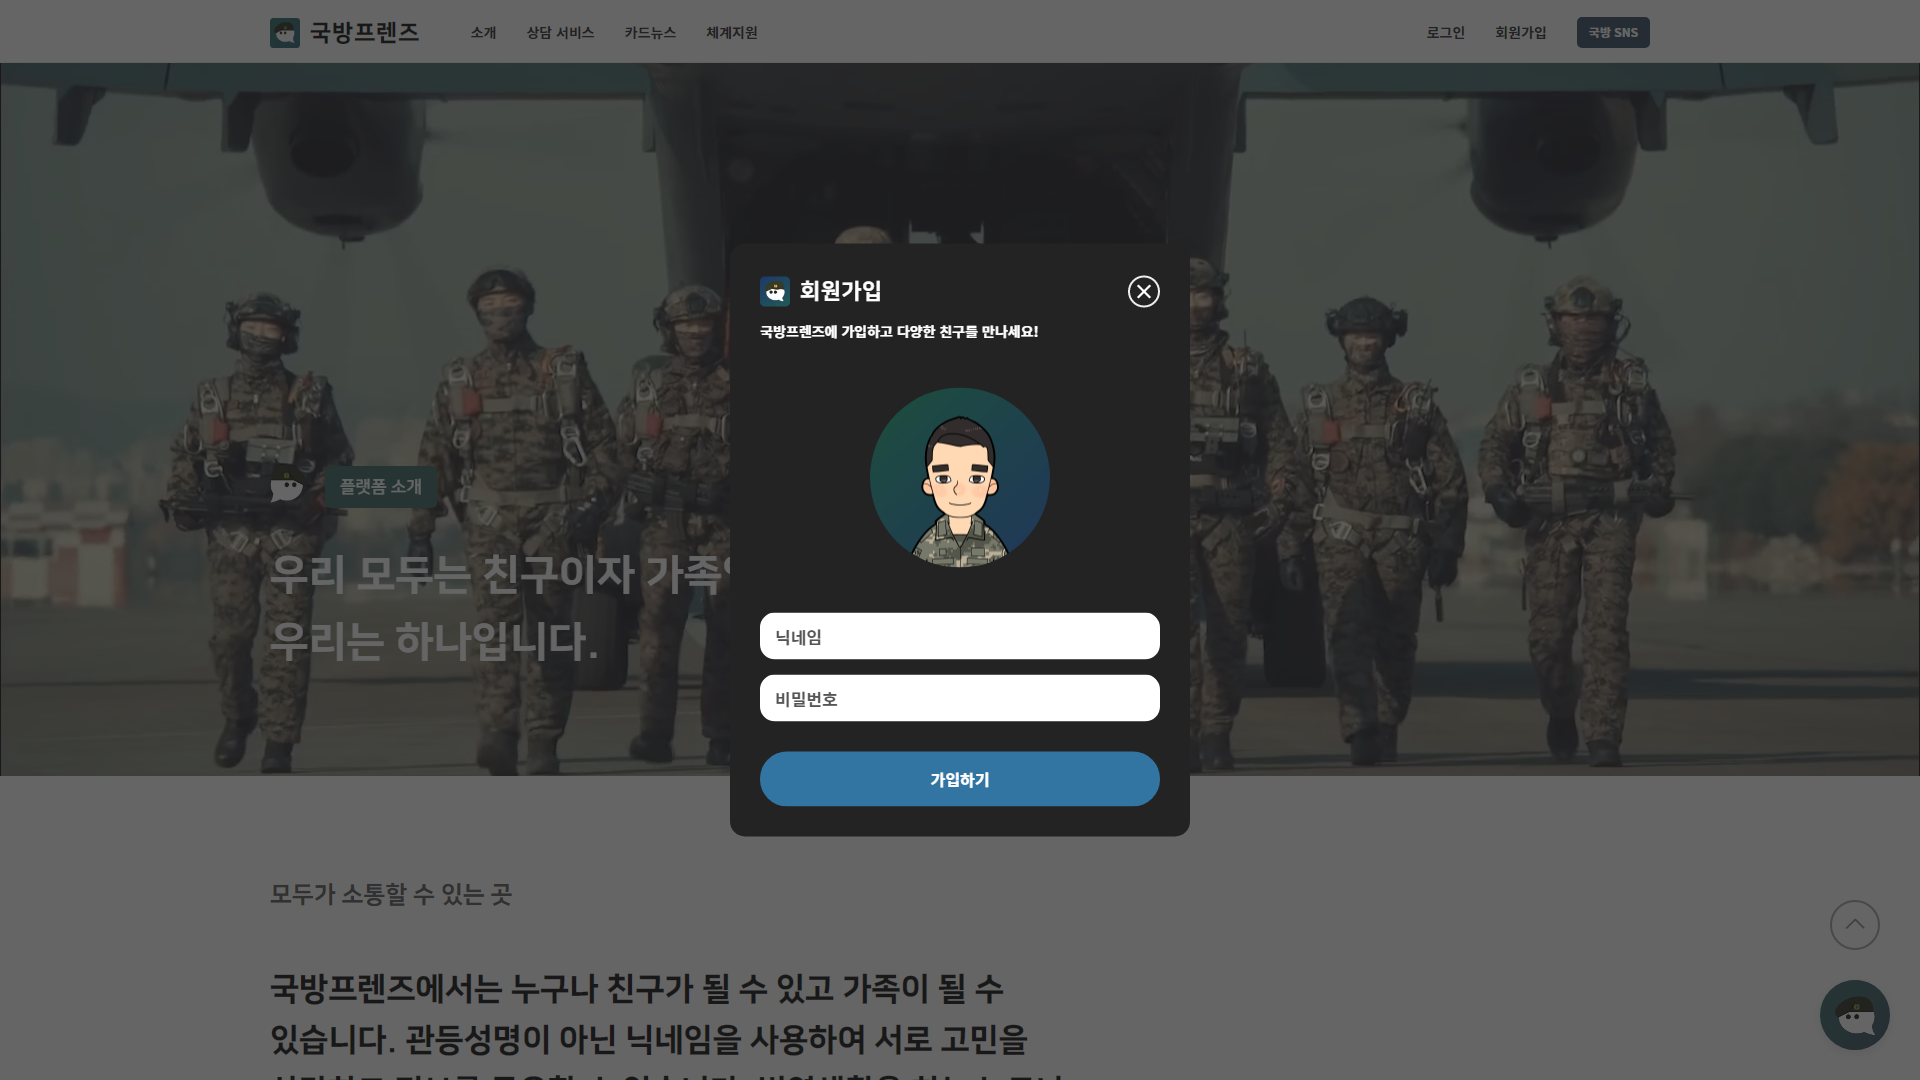 국방프렌즈
소개
상담 서비스
카드뉴스
체계지원
로그인
회원가입
국방 SNS
회원가입
국방프렌즈에 가입하고 다양한 친구를 만나세요!
닉네임
비밀번호
가입하기
플랫폼 소개
우리 모두는 친구이자
우리는 하나입니다.
모두가 소통할 수 있는 곳
국방프렌즈에서는 누구나 친구가 될 수 있고 가족이 될 수
있습니다. 관등성명이 아닌 닉네임을 사용하여 서로 고민을